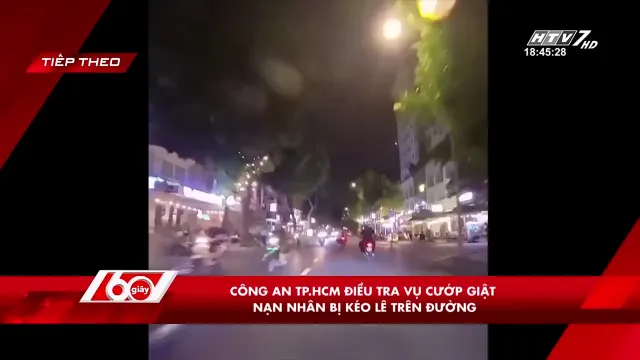 TIẾP THEO
HTV7 HD
18:45:28
60 giây
CÔNG AN TP.HCM ĐIỀU TRA VỤ CƯỚP GIẬT
NẠN NHÂN BỊ KÉO LÊ TRÊN ĐƯỜNG